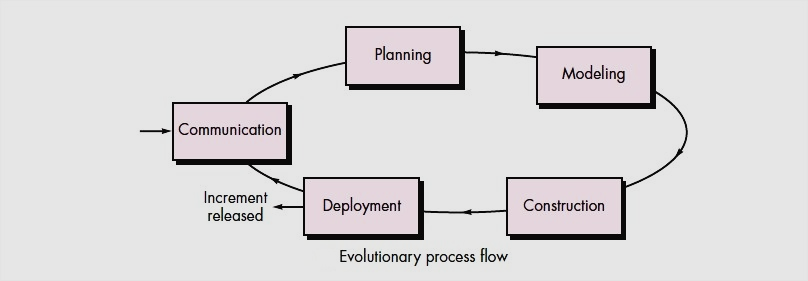 Planning
Modeling
Communication
Increment
released
Deployment
Construction
Evolutionary process flow